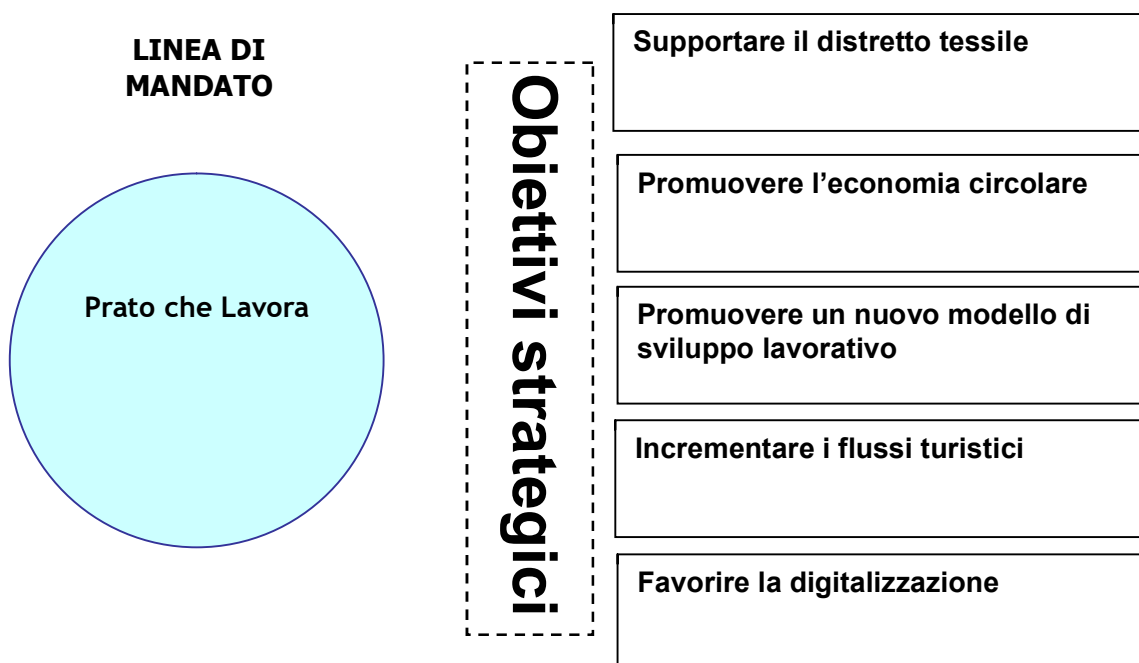 LINEA DI
MANDATO
Prato che Lavora
Obiettivi strategici
Supportare il distretto tessile
Promuovere l’economia circolare
Promuovere un nuovo modello di
sviluppo lavorativo
Incrementare i flussi turistici
Favorire la digitalizzazione